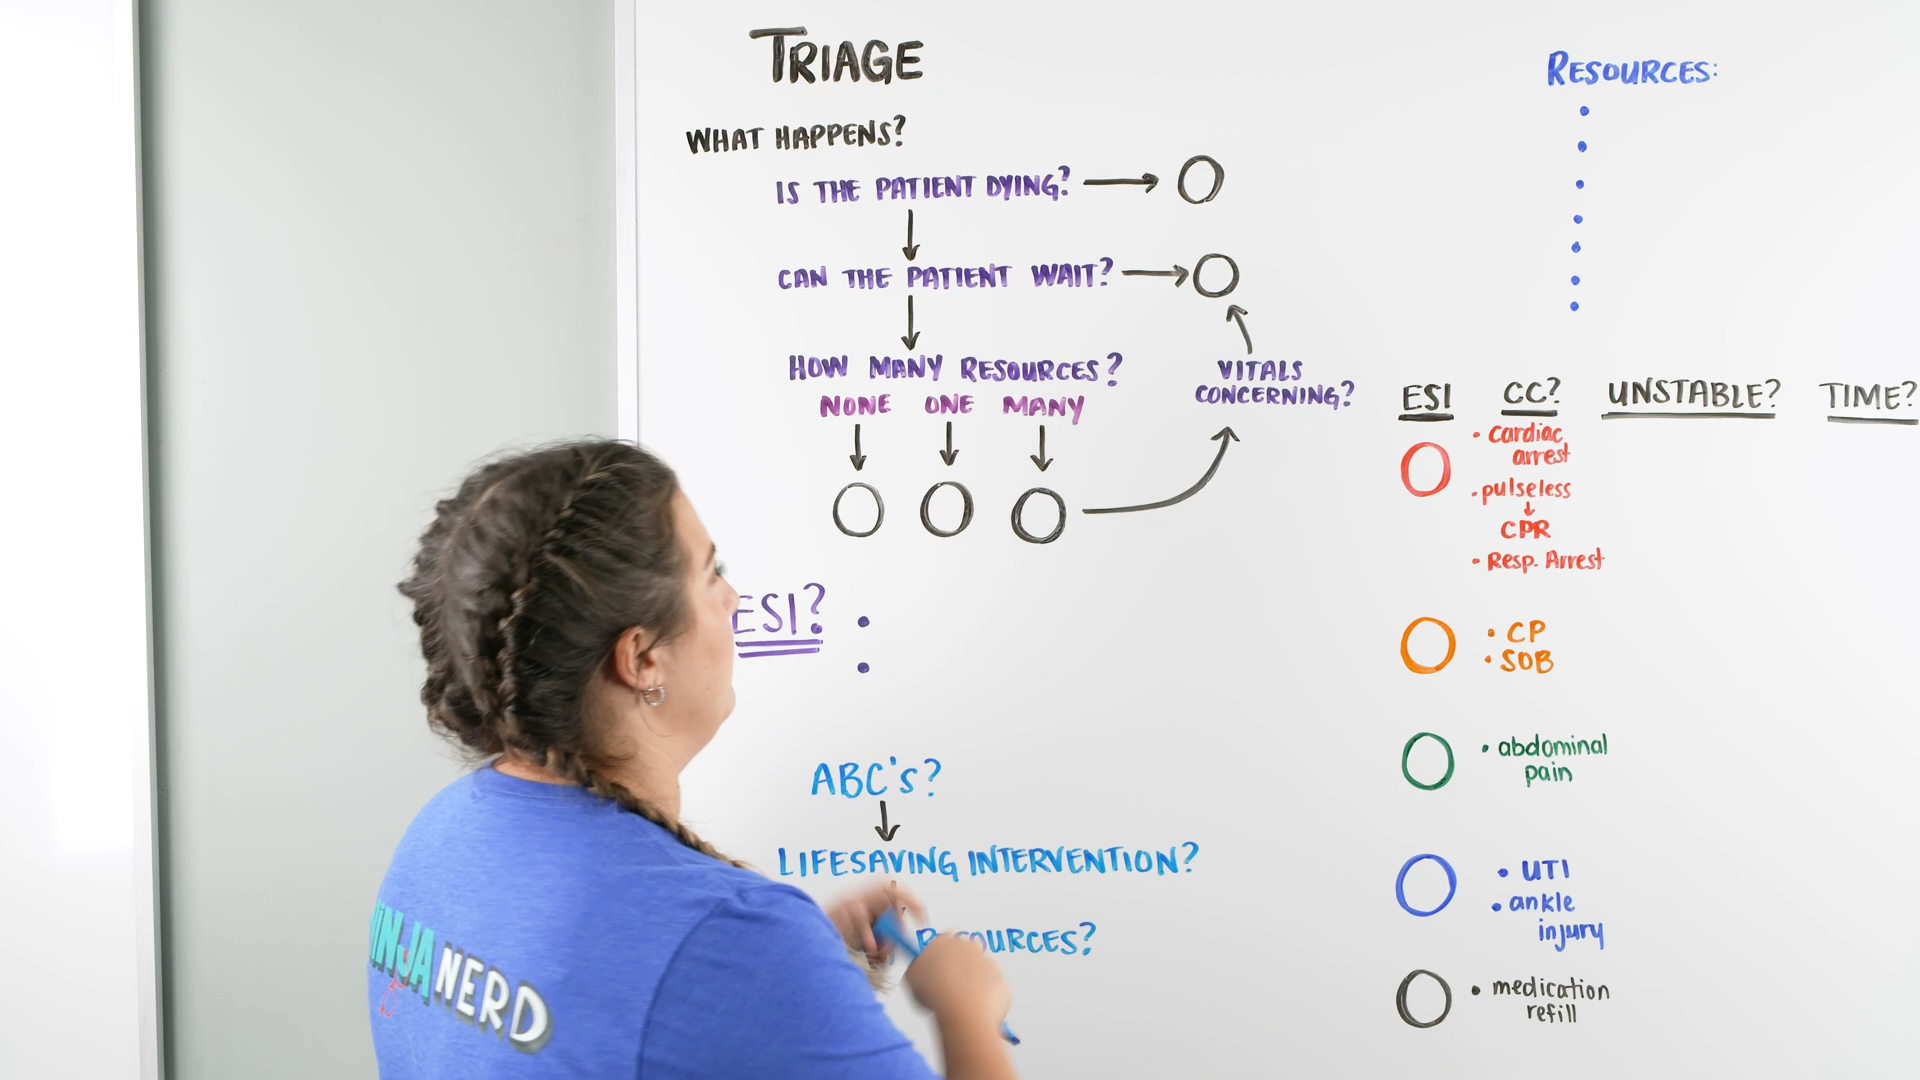 TRIAGE
WHAT HAPPENS?
IS THE PATIENT DYING?
CAN THE PATIENT WAIT?
HOW MANY RESOURCES?
NONE ONE MANY
VITALS
CONCERNING?
ESI?
ABC's?
LIFESAVING INTERVENTION?
RESOURCES?
RESOURCES:
ESI CC? UNSTABLE? TIME?
• cardiac
arrest
• pulseless
CPR
• Resp. Arrest
• CP
• SOB
• abdominal
pain
• UTI
• ankle
injury
• medication
refill
NINJA NERD